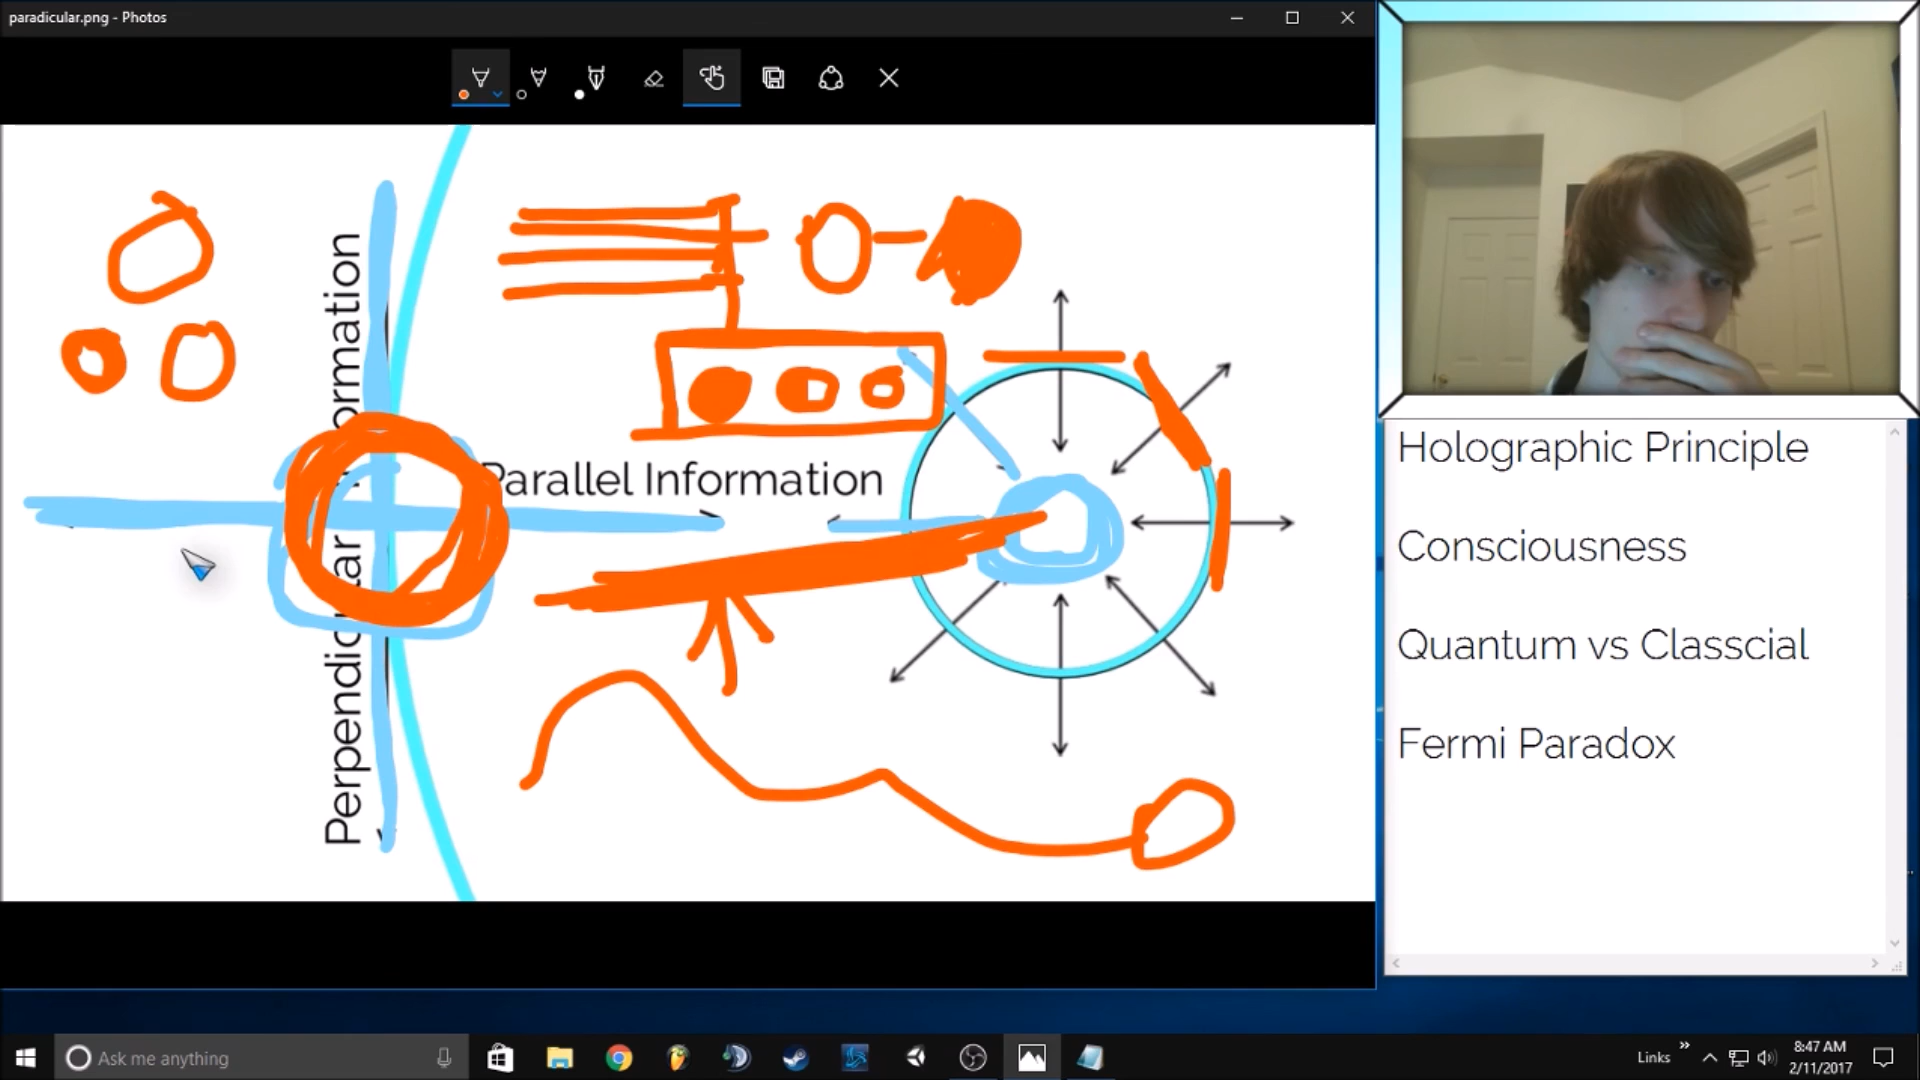 paradicular.png - Photos
Perpendicular Information
Parallel Information
Holographic Principle
Consciousness
Quantum vs Classcial
Fermi Paradox
Ask me anything
Links
8:47 AM
2/11/2017